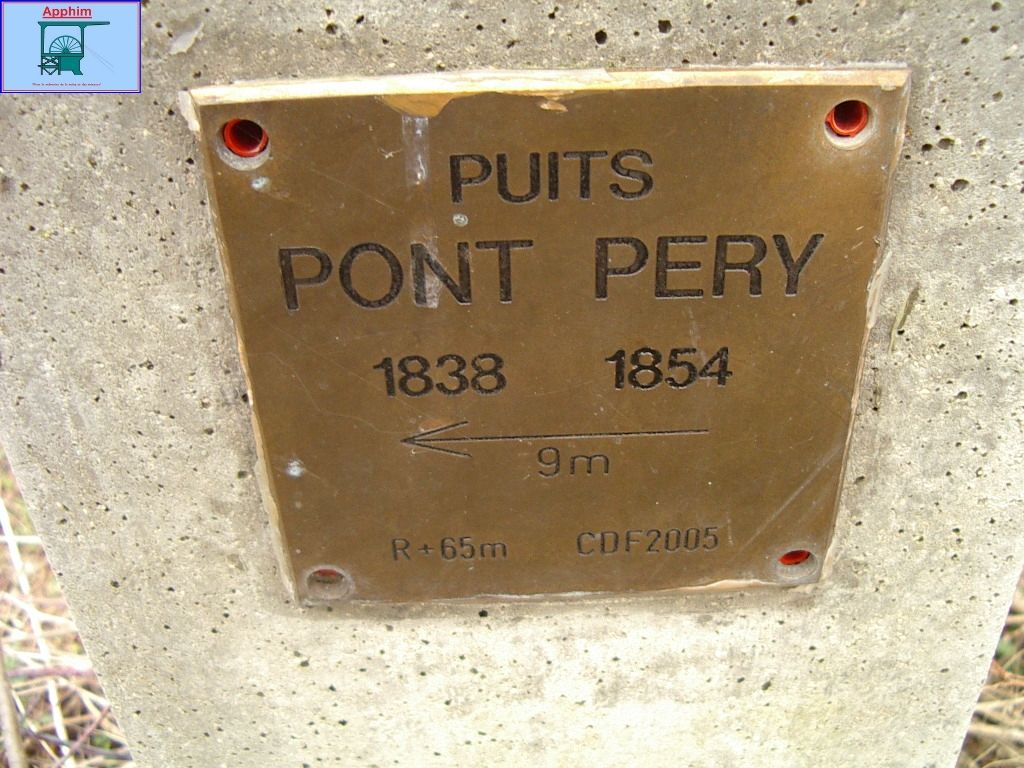 Apphim
PUITS
PONT PERY
1838 1854
9m
R+65m CDF2005